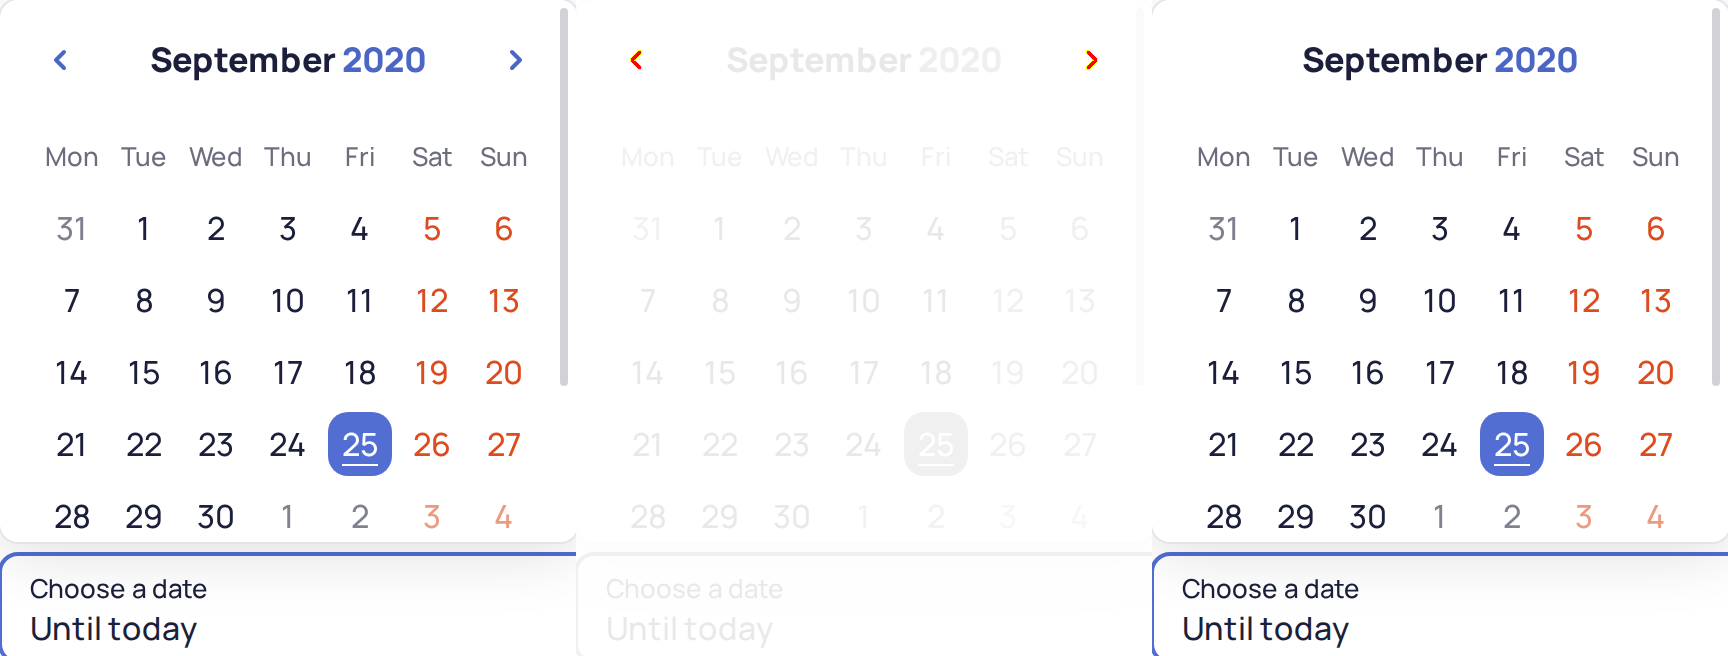 September 2020 September 2020 September 2020
Mon Tue Wed Thu Fri Sat Sun Mon Tue Wed Thu Fri Sat Sun Mon Tue Wed Thu Fri Sat Sun
31 1 2 3 4 5 6 31 1 2 3 4 5 6 31 1 2 3 4 5 6
7 8 9 10 11 12 13 7 8 9 10 11 12 13 7 8 9 10 11 12 13
14 15 16 17 18 19 20 14 15 16 17 18 19 20 14 15 16 17 18 19 20
21 22 23 24 25 26 27 21 22 23 24 25 26 27 21 22 23 24 25 26 27
28 29 30 1 2 3 4 28 29 30 1 2 3 4 28 29 30 1 2 3 4
Choose a date Choose a date Choose a date
Until today Until today Until today